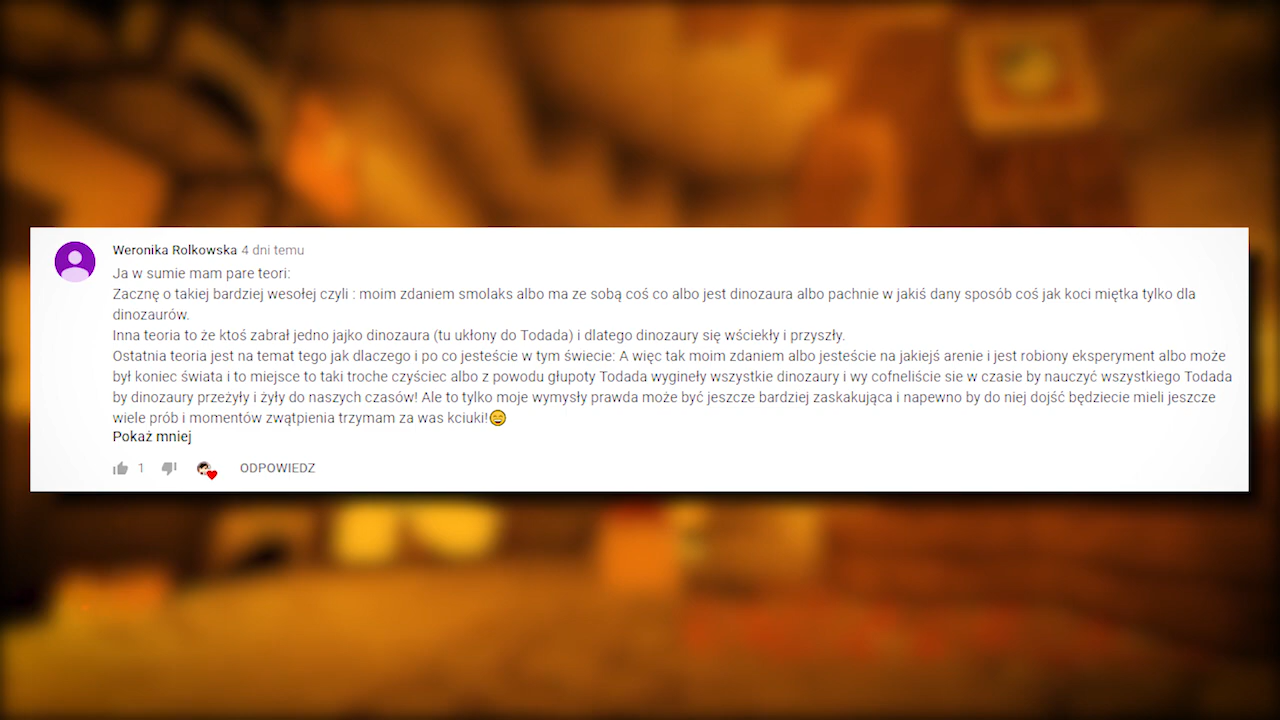 Weronika Rolkowska 4 dni temu
Ja w sumie mam pare teori:
Zacznę o takiej bardziej wesołej czyli : moim zdaniem smolaks albo ma ze sobą coś co albo jest dinozaura albo pachnie w jakiś dany sposób coś jak koci miętka tylko dla
dinozaurów.
Inna teoria to że ktoś zabrał jedno jajko dinozaura (tu ukłony do Todada) i dlatego dinozaury się wściekły i przyszły.
Ostatnia teoria jest na temat tego jak dlaczego i po co jesteście w tym świecie: A więc tak moim zdaniem albo jesteście na jakiejś arenie i jest robiony eksperyment albo może
był koniec świata i to miejsce to taki troche czyściec albo z powodu głupoty Todada wygineły wszystkie dinozaury i wy cofneliście sie w czasie by nauczyć wszystkiego Todada
by dinozaury przeżyły i żyły do naszych czasów! Ale to tylko moje wymysły prawda może być jeszcze bardziej zaskakująca i napewno by do niej dojść będziecie mieli jeszcze
wiele prób i momentów zwątpienia trzymam za was kciuki!😄
Pokaż mniej
1 ODPOWIEDZ